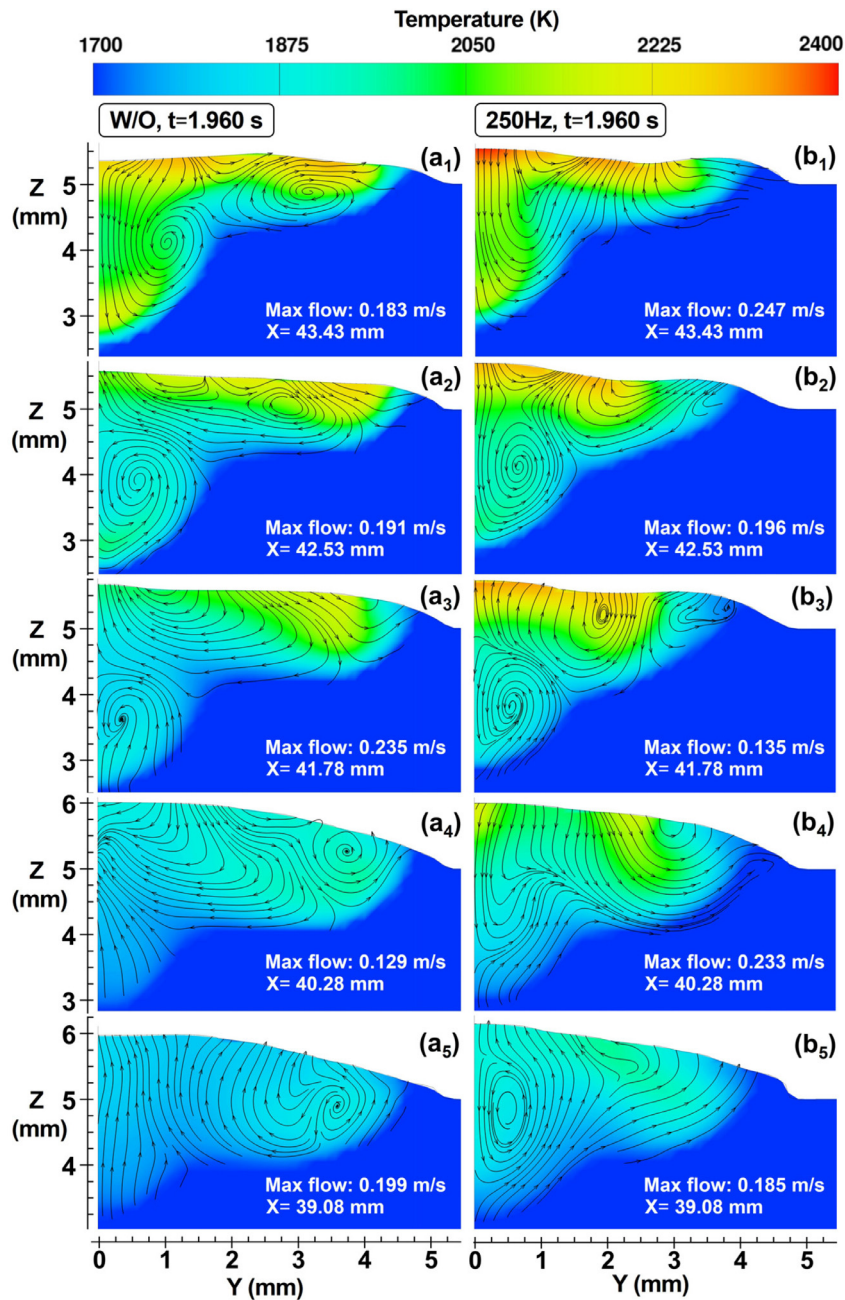 Temperature (K)
1700 1875 2050 2225 2400
W/O, t=1.960 s
250Hz, t=1.960 s
(a1)
(b1)
Z
(mm)
5
4
3
Max flow: 0.183 m/s
X= 43.43 mm
Max flow: 0.247 m/s
X= 43.43 mm
(a2)
(b2)
Z
(mm)
5
4
3
Max flow: 0.191 m/s
X= 42.53 mm
Max flow: 0.196 m/s
X= 42.53 mm
(a3)
(b3)
Z
(mm)
5
4
3
Max flow: 0.235 m/s
X= 41.78 mm
Max flow: 0.135 m/s
X= 41.78 mm
(a4)
(b4)
6
Z
(mm)
5
4
3
Max flow: 0.129 m/s
X= 40.28 mm
Max flow: 0.233 m/s
X= 40.28 mm
(a5)
(b5)
6
Z
(mm)
5
4
Max flow: 0.199 m/s
X= 39.08 mm
Max flow: 0.185 m/s
X= 39.08 mm
0 1 2 3 4 5
0 1 2 3 4 5
Y (mm)
Y (mm)